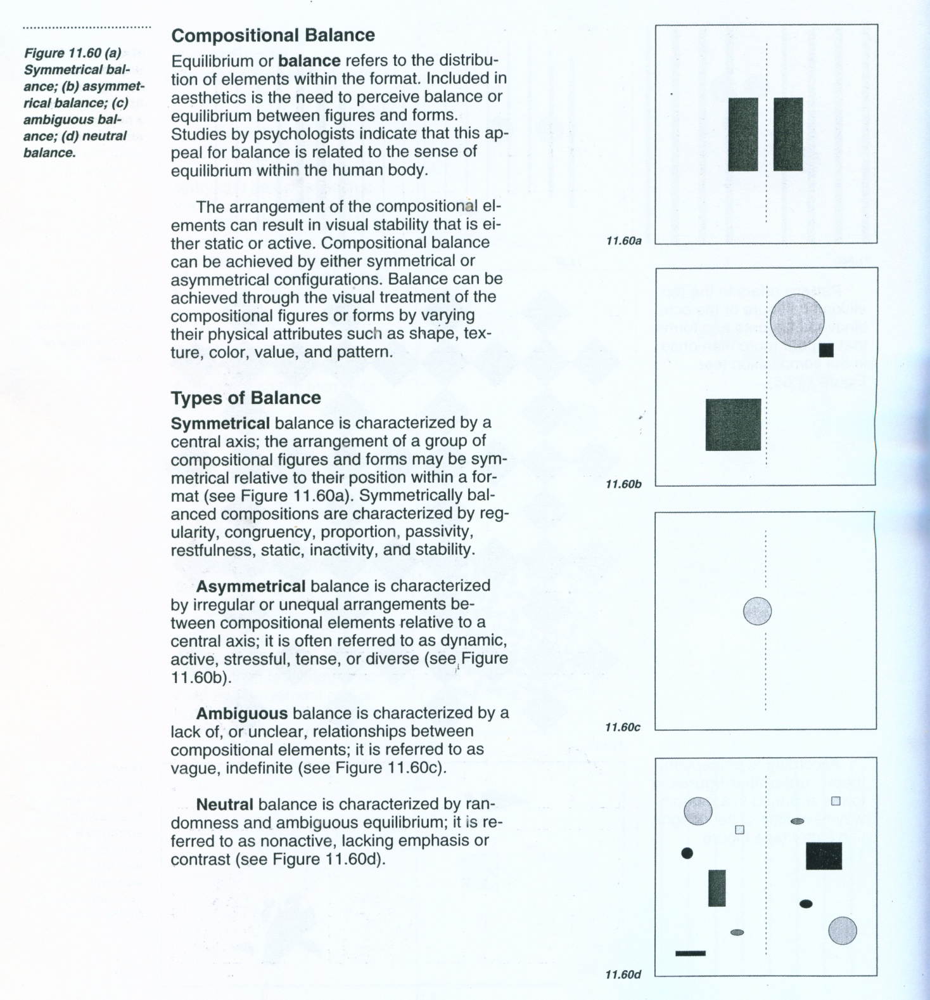 Figure 11.60 (a)
Symmetrical bal-
ance; (b) asymmet-
rical balance; (c)
ambiguous bal-
ance; (d) neutral
balance.
Compositional Balance
Equilibrium or balance refers to the distribu-
tion of elements within the format. Included in
aesthetics is the need to perceive balance or
equilibrium between figures and forms.
Studies by psychologists indicate that this ap-
peal for balance is related to the sense of
equilibrium within the human body.
The arrangement of the compositional el-
ements can result in visual stability that is ei-
ther static or active. Compositional balance
can be achieved by either symmetrical or
asymmetrical configurations. Balance can be
achieved through the visual treatment of the
compositional figures or forms by varying
their physical attributes such as shape, tex-
ture, color, value, and pattern.
Types of Balance
Symmetrical balance is characterized by a
central axis; the arrangement of a group of
compositional figures and forms may be sym-
metrical relative to their position within a for-
mat (see Figure 11.60a). Symmetrically bal-
anced compositions are characterized by reg-
ularity, congruency, proportion, passivity,
restfulness, static, inactivity, and stability.
Asymmetrical balance is characterized
by irregular or unequal arrangements be-
tween compositional elements relative to a
central axis; it is often referred to as dynamic,
active, stressful, tense, or diverse (see Figure
11.60b).
Ambiguous balance is characterized by a
lack of, or unclear, relationships between
compositional elements; it is referred to as
vague, indefinite (see Figure 11.60c).
Neutral balance is characterized by ran-
domness and ambiguous equilibrium; it is re-
ferred to as nonactive, lacking emphasis or
contrast (see Figure 11.60d).
11.60a
11.60b
11.60c
11.60d